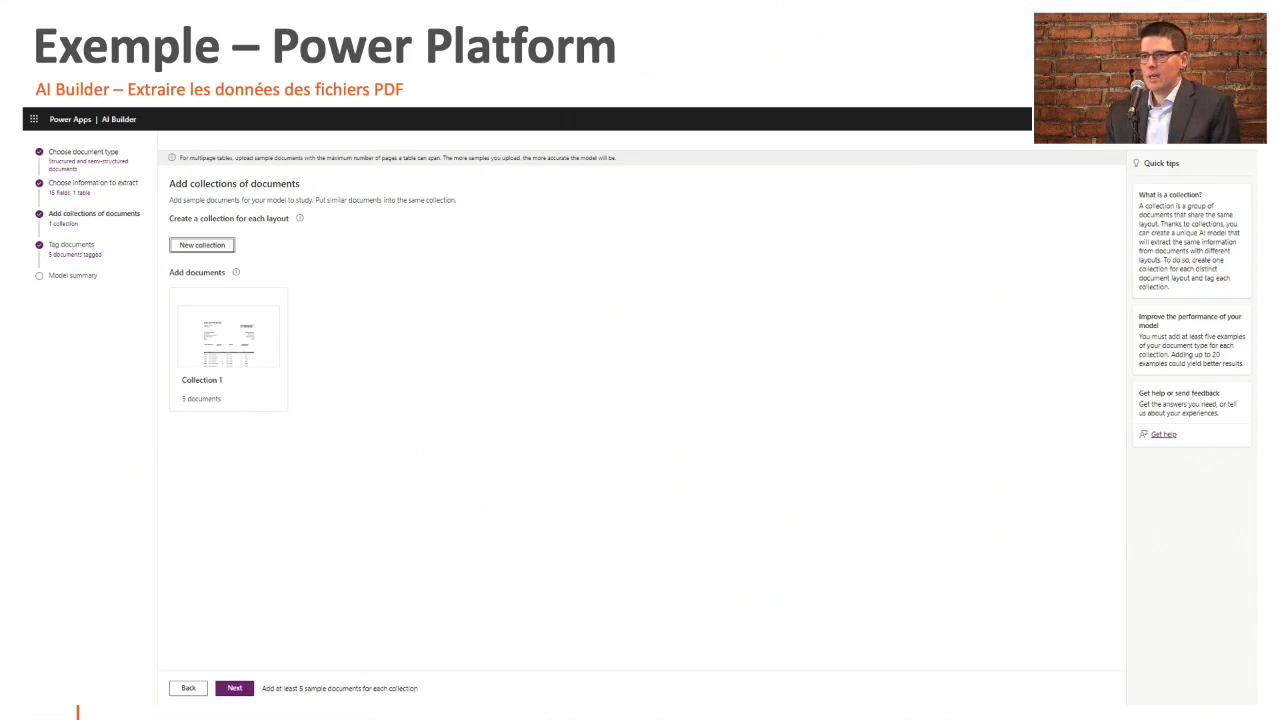 Exemple – Power Platform
AI Builder – Extraire les données des fichiers PDF
Power Apps | AI Builder
Choose document type
Structured and semi-structured
documents
Choose information to extract
15 fields, 1 table
Add collections of documents
1 collection
Tag documents
5 documents tagged
Model summary
For multipage tables, upload sample documents with the maximum number of pages a table can span. The more samples you upload, the more accurate the model will be.
Add collections of documents
Add sample documents for your model to study. Put similar documents into the same collection.
Create a collection for each layout
New collection
Add documents
Collection 1
5 documents
Back
Next
Add at least 5 sample documents for each collection
Quick tips
What is a collection?
A collection is a group of
documents that share the same
layout. Thanks to collections, you
can create a unique AI model that
will extract the same information
from documents with different
layouts. To do so, create one
collection for each distinct
document layout and tag each
collection.
Improve the performance of your
model
You must add at least five examples
of your document type for each
collection. Adding up to 20
examples could yield better results.
Get help or send feedback
Get the answers you need, or tell
us about your experiences.
Get help